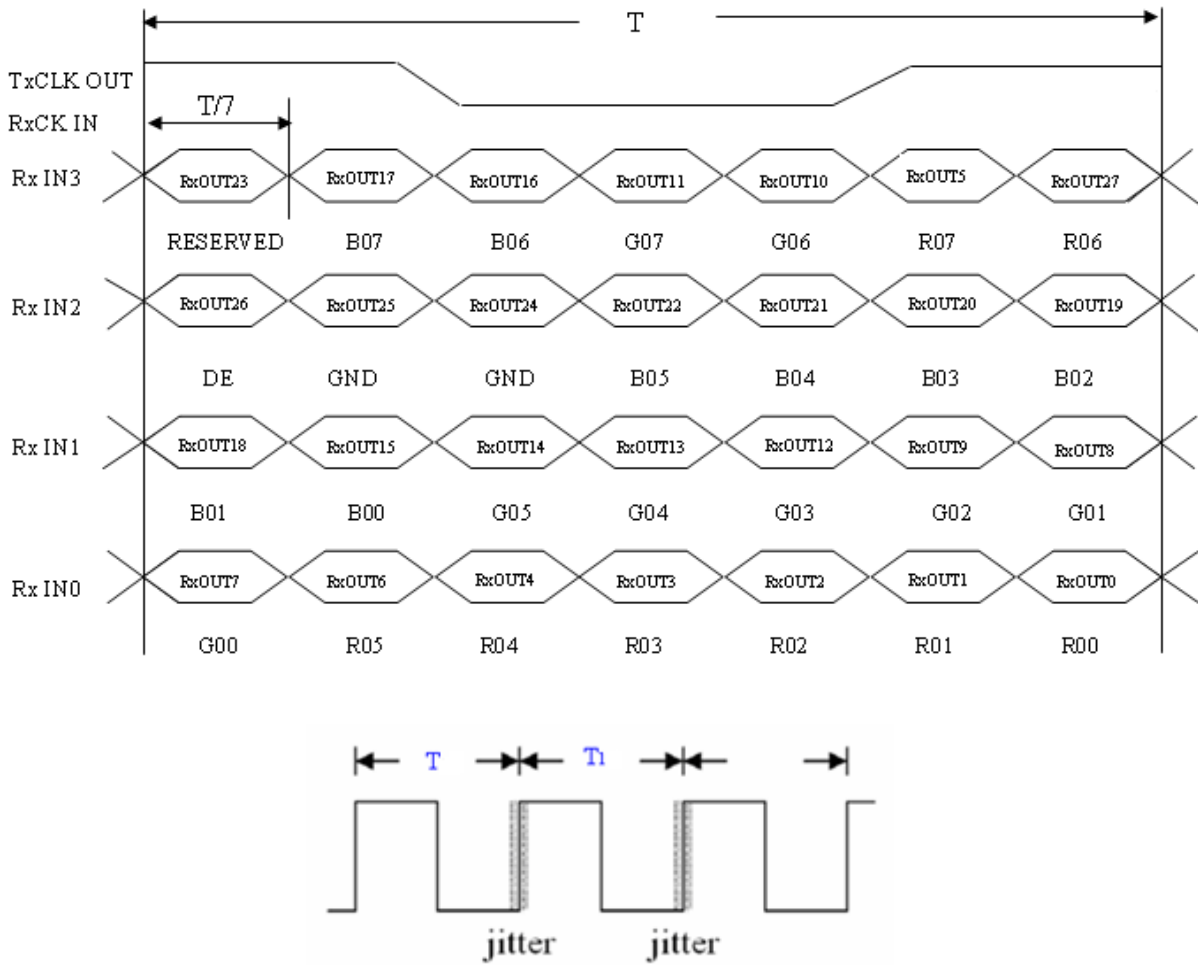 T
TxCLK OUT
T/7
RxCK IN
Rx IN3
RxOUT23 RxOUT17 RxOUT16 RxOUT11 RxOUT10 RxOUT5 RxOUT27
RESERVED B07 B06 G07 G06 R07 R06
Rx IN2
RxOUT26 RxOUT25 RxOUT24 RxOUT22 RxOUT21 RxOUT20 RxOUT19
DE GND GND B05 B04 B03 B02
Rx IN1
RxOUT18 RxOUT15 RxOUT14 RxOUT13 RxOUT12 RxOUT9 RxOUT8
B01 B00 G05 G04 G03 G02 G01
Rx IN0
RxOUT7 RxOUT6 RxOUT4 RxOUT3 RxOUT2 RxOUT1 RxOUT0
G00 R05 R04 R03 R02 R01 R00
T T1
jitter jitter